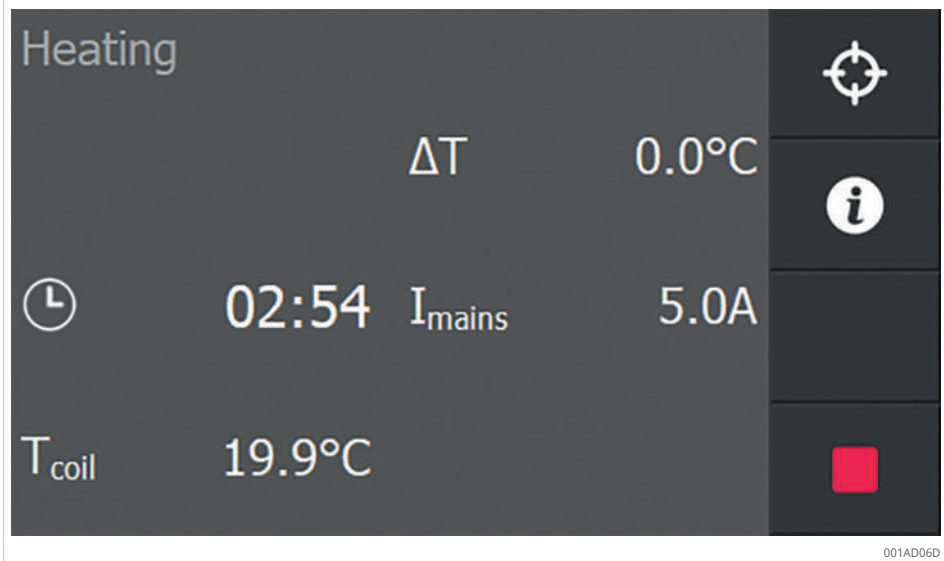 Heating
ΔT 0.0°C
02:54 Imains 5.0A
Tcoil 19.9°C
001AD06D